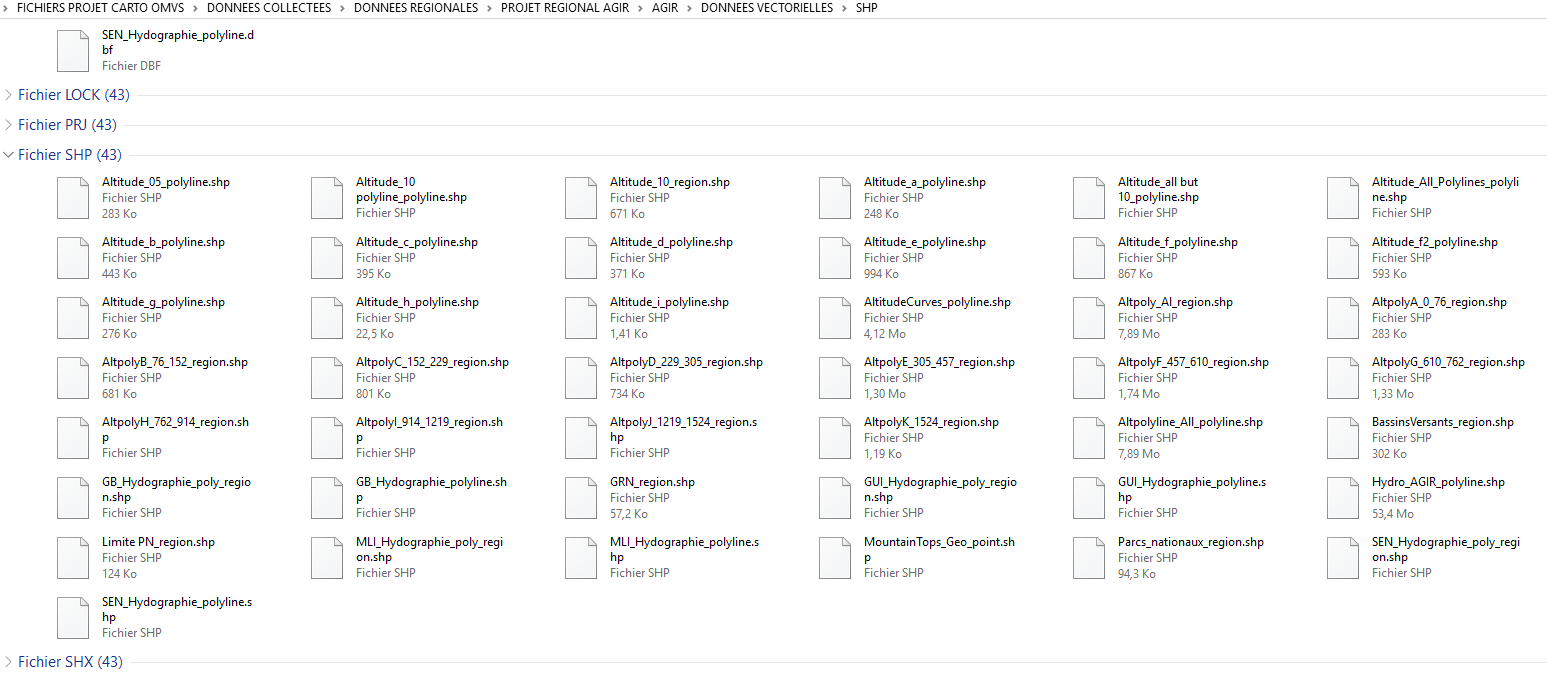 FICHIERS PROJET CARTO OMVS > DONNEES COLLECTEES > DONNEES REGIONALES > PROJET REGIONAL AGIR > AGIR > DONNEES VECTORIELLES > SHP
SEN_Hydographie_polyline.d
bf
Fichier DBF
Fichier LOCK (43)
Fichier PRJ (43)
Fichier SHP (43)
Altitude_05_polyline.shp
Fichier SHP
283 Ko
Altitude_10
polyline_polyline.shp
Fichier SHP
Altitude_10_region.shp
Fichier SHP
671 Ko
Altitude_a_polyline.shp
Fichier SHP
248 Ko
Altitude_all but
10_polyline.shp
Fichier SHP
Altitude_All_Polylines_polyli
ne.shp
Fichier SHP
Altitude_b_polyline.shp
Fichier SHP
443 Ko
Altitude_c_polyline.shp
Fichier SHP
395 Ko
Altitude_d_polyline.shp
Fichier SHP
371 Ko
Altitude_e_polyline.shp
Fichier SHP
994 Ko
Altitude_f_polyline.shp
Fichier SHP
867 Ko
Altitude_f2_polyline.shp
Fichier SHP
593 Ko
Altitude_g_polyline.shp
Fichier SHP
276 Ko
Altitude_h_polyline.shp
Fichier SHP
22,5 Ko
Altitude_i_polyline.shp
Fichier SHP
1,41 Ko
AltitudeCurves_polyline.shp
Fichier SHP
4,12 Mo
Altpoly_Al_region.shp
Fichier SHP
7,89 Mo
AltpolyA_0_76_region.shp
Fichier SHP
283 Ko
AltpolyB_76_152_region.shp
Fichier SHP
681 Ko
AltpolyC_152_229_region.shp
Fichier SHP
801 Ko
AltpolyD_229_305_region.shp
Fichier SHP
734 Ko
AltpolyE_305_457_region.shp
Fichier SHP
1,30 Mo
AltpolyF_457_610_region.shp
Fichier SHP
1,74 Mo
AltpolyG_610_762_region.shp
Fichier SHP
1,33 Mo
AltpolyH_762_914_region.sh
p
Fichier SHP
AltpolyI_914_1219_region.sh
p
Fichier SHP
AltpolyJ_1219_1524_region.s
hp
Fichier SHP
AltpolyK_1524_region.shp
Fichier SHP
1,19 Ko
Altpolyline_All_polyline.shp
Fichier SHP
7,89 Mo
BassinsVersants_region.shp
Fichier SHP
302 Ko
GB_Hydographie_poly_regio
n.shp
Fichier SHP
GB_Hydographie_polyline.sh
p
Fichier SHP
GRN_region.shp
Fichier SHP
57,2 Ko
GUI_Hydographie_poly_regio
n.shp
Fichier SHP
GUI_Hydographie_polyline.s
hp
Fichier SHP
Hydro_AGIR_polyline.shp
Fichier SHP
53,4 Mo
Limite PN_region.shp
Fichier SHP
124 Ko
MLI_Hydographie_poly_regi
on.shp
Fichier SHP
MLI_Hydographie_polyline.s
hp
Fichier SHP
MountainTops_Geo_point.sh
p
Fichier SHP
Parcs_nationaux_region.shp
Fichier SHP
94,3 Ko
SEN_Hydographie_poly_regi
on.shp
Fichier SHP
SEN_Hydographie_polyline.s
hp
Fichier SHP
Fichier SHX (43)